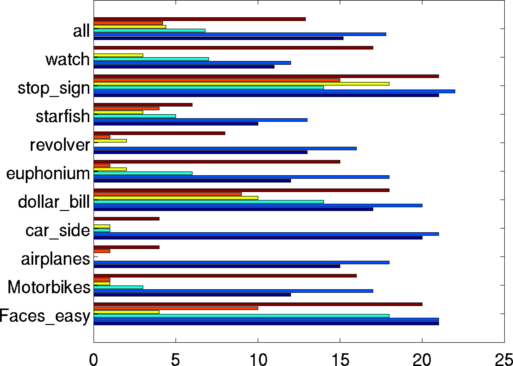 all
watch
stop_sign
starfish
revolver
euphonium
dollar_bill
car_side
airplanes
Motorbikes
Faces_easy
0 5 10 15 20 25